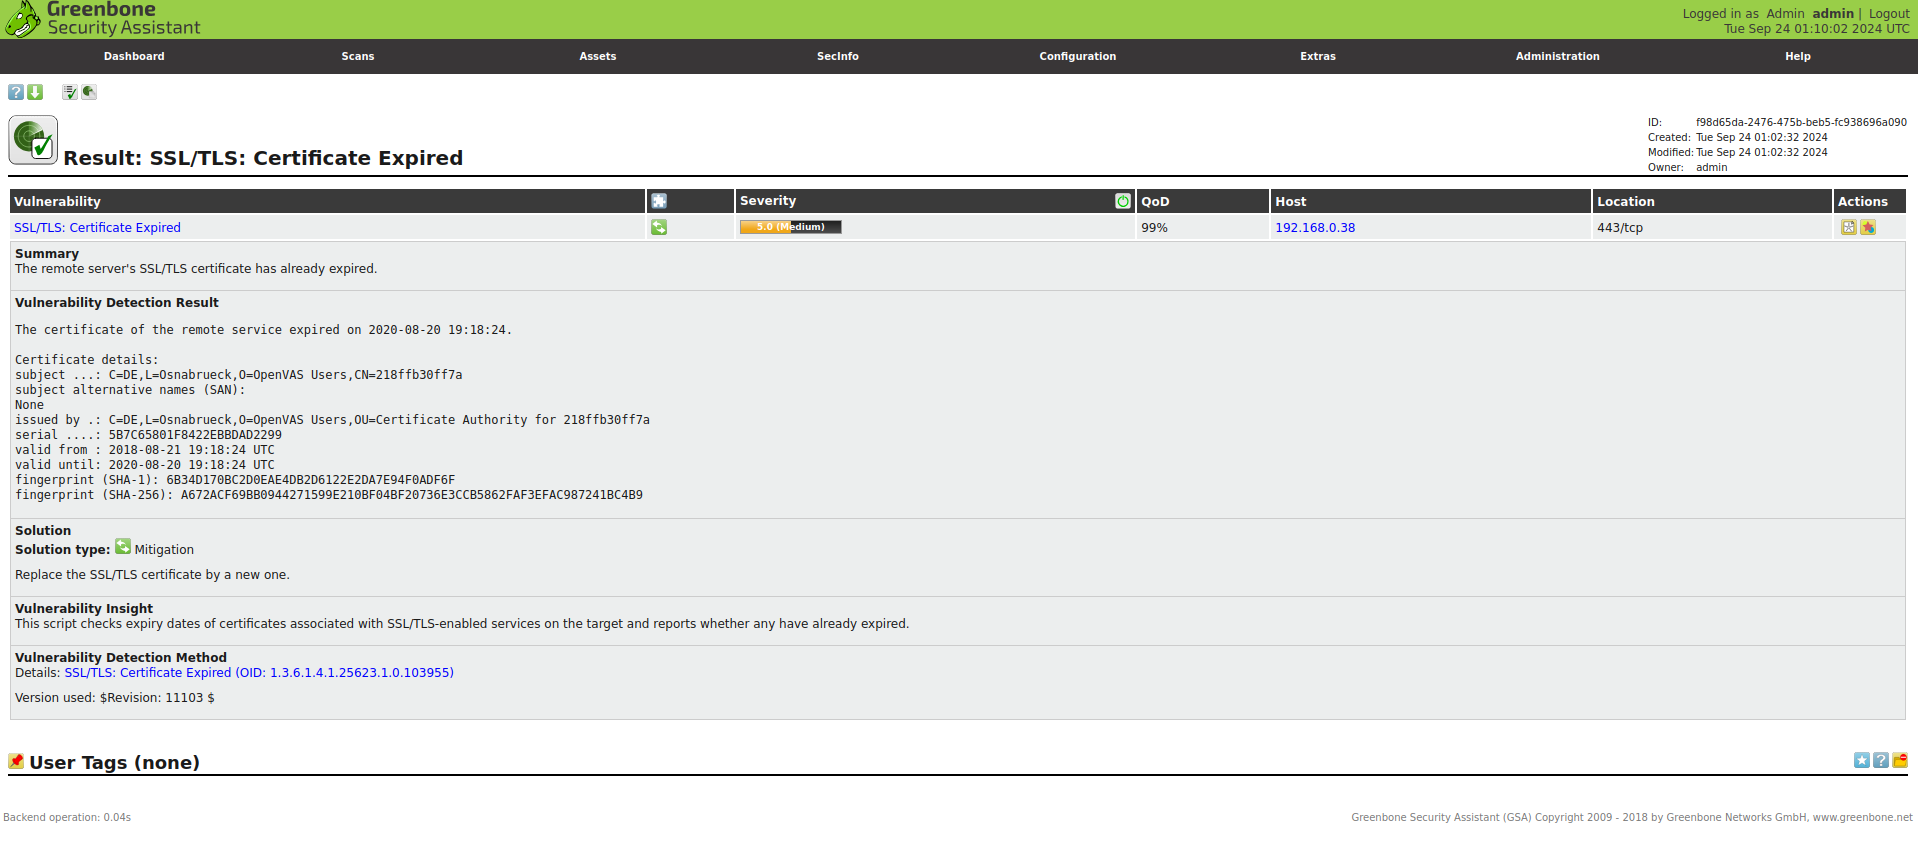 Greenbone
Security Assistant
Logged in as Admin admin | Logout
Tue Sep 24 01:10:02 2024 UTC
Dashboard Scans Assets SecInfo Configuration Extras Administration Help
Result: SSL/TLS: Certificate Expired
ID: f98d65da-2476-475b-beb5-fc938696a090
Created: Tue Sep 24 01:02:32 2024
Modified: Tue Sep 24 01:02:32 2024
Owner: admin
Vulnerability Severity QoD Host Location Actions
SSL/TLS: Certificate Expired 5.0 (Medium) 99% 192.168.0.38 443/tcp
Summary
The remote server's SSL/TLS certificate has already expired.
Vulnerability Detection Result
The certificate of the remote service expired on 2020-08-20 19:18:24.
Certificate details:
subject ...: C=DE,L=Osnabrueck,O=OpenVAS Users,CN=218ffb30ff7a
subject alternative names (SAN):
None
issued by .: C=DE,L=Osnabrueck,O=OpenVAS Users,OU=Certificate Authority for 218ffb30ff7a
serial ....: 5B7C65801F8422EBBDAD2299
valid from : 2018-08-21 19:18:24 UTC
valid until: 2020-08-20 19:18:24 UTC
fingerprint (SHA-1): 6B34D170BC2D0EAE4DB2D6122E2DA7E94F0ADF6F
fingerprint (SHA-256): A672ACF69BB0944271599E210BF04BF20736E3CCB5862FAF3EFAC987241BC4B9
Solution
Solution type: Mitigation
Replace the SSL/TLS certificate by a new one.
Vulnerability Insight
This script checks expiry dates of certificates associated with SSL/TLS-enabled services on the target and reports whether any have already expired.
Vulnerability Detection Method
Details: SSL/TLS: Certificate Expired (OID: 1.3.6.1.4.1.25623.1.0.103955)
Version used: $Revision: 11103 $
User Tags (none)
Backend operation: 0.04s
Greenbone Security Assistant (GSA) Copyright 2009 - 2018 by Greenbone Networks GmbH, www.greenbone.net